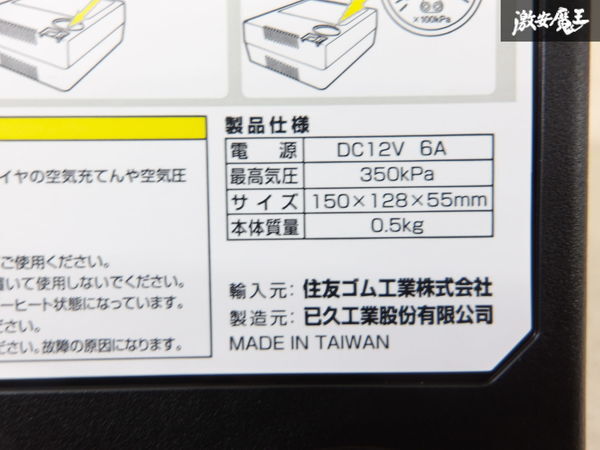 激安魔王
×100kPa
製品仕様
電源 DC12V 6A
最高気圧 350kPa
サイズ 150×128×55mm
本体質量 0.5kg
イヤの空気充てんや空気圧
ご使用ください。
置いて使用しないでください。
ーヒート状態になっています。
ださい。
ださい。故障の原因になります。
輸入元: 住友ゴム工業株式会社
製造元: 已久工業股份有限公司
MADE IN TAIWAN